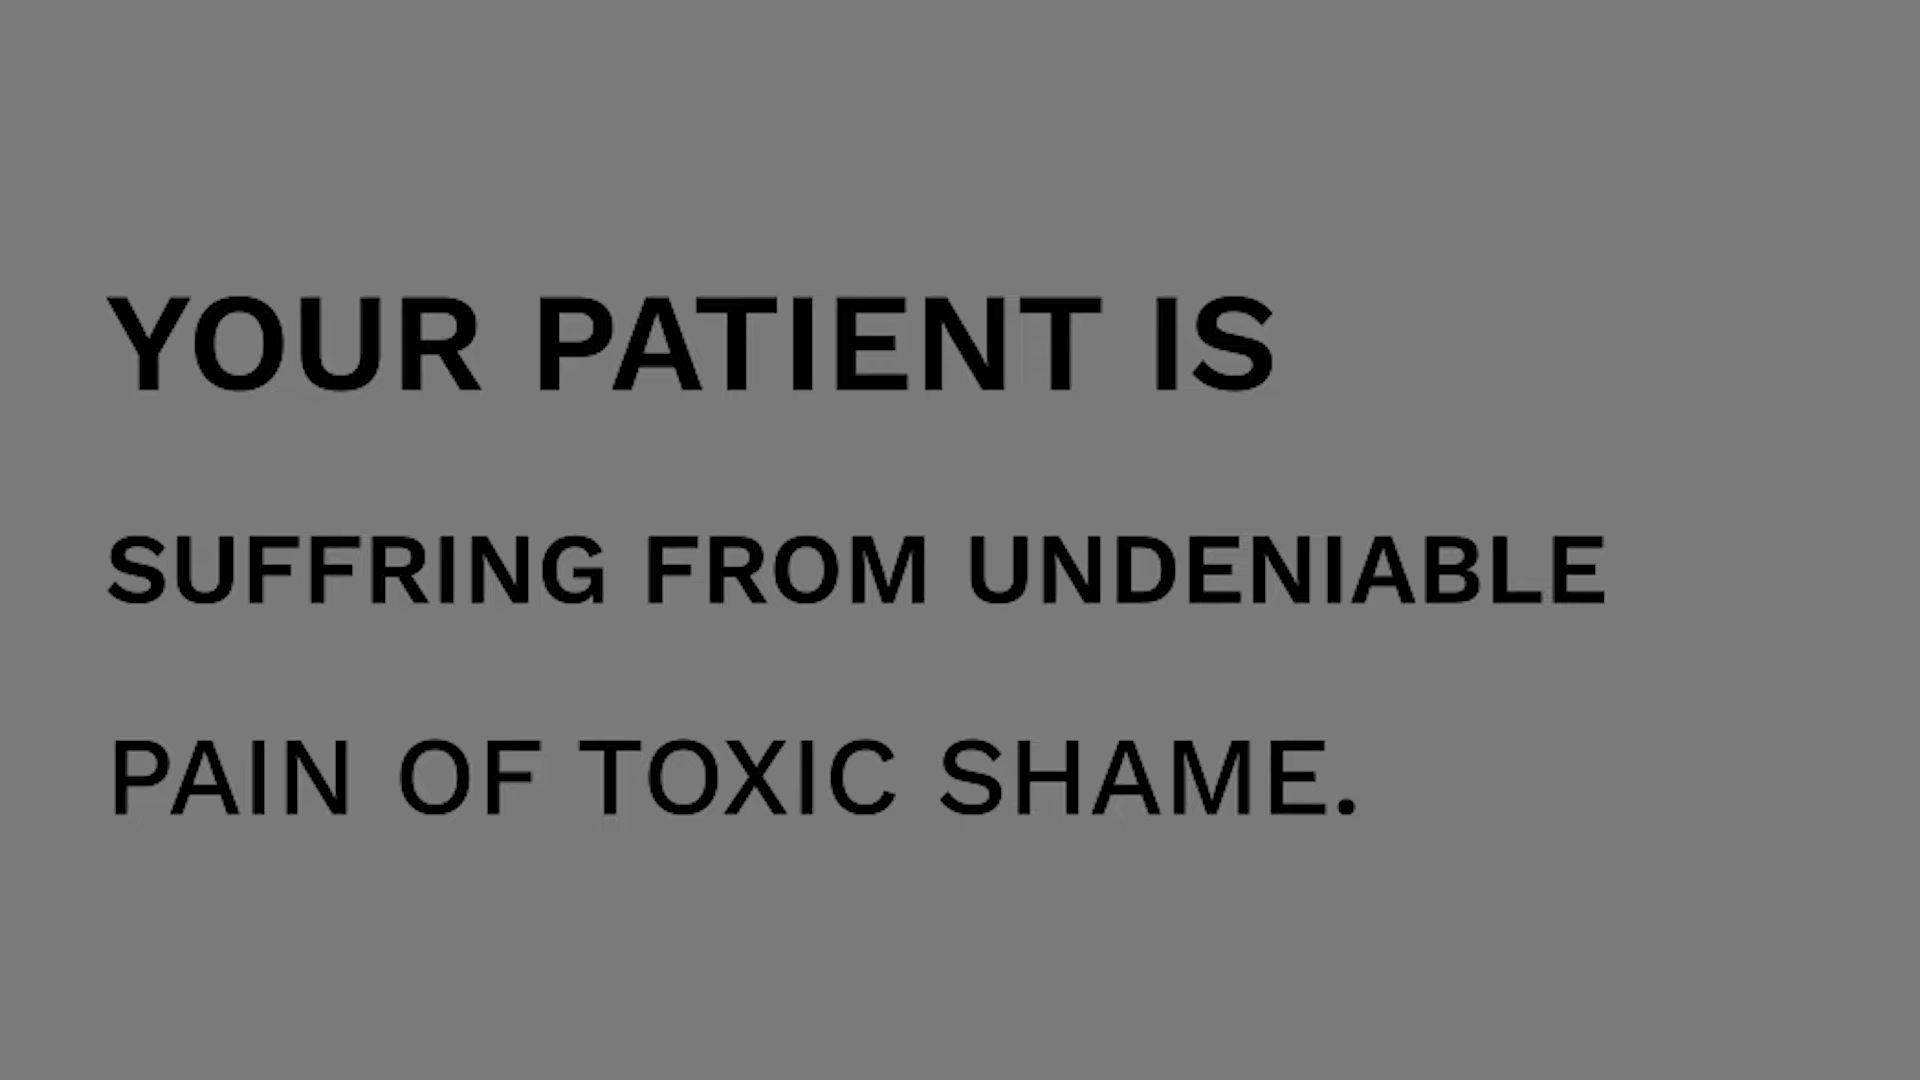 YOUR PATIENT IS
SUFFRING FROM UNDENIABLE
PAIN OF TOXIC SHAME.